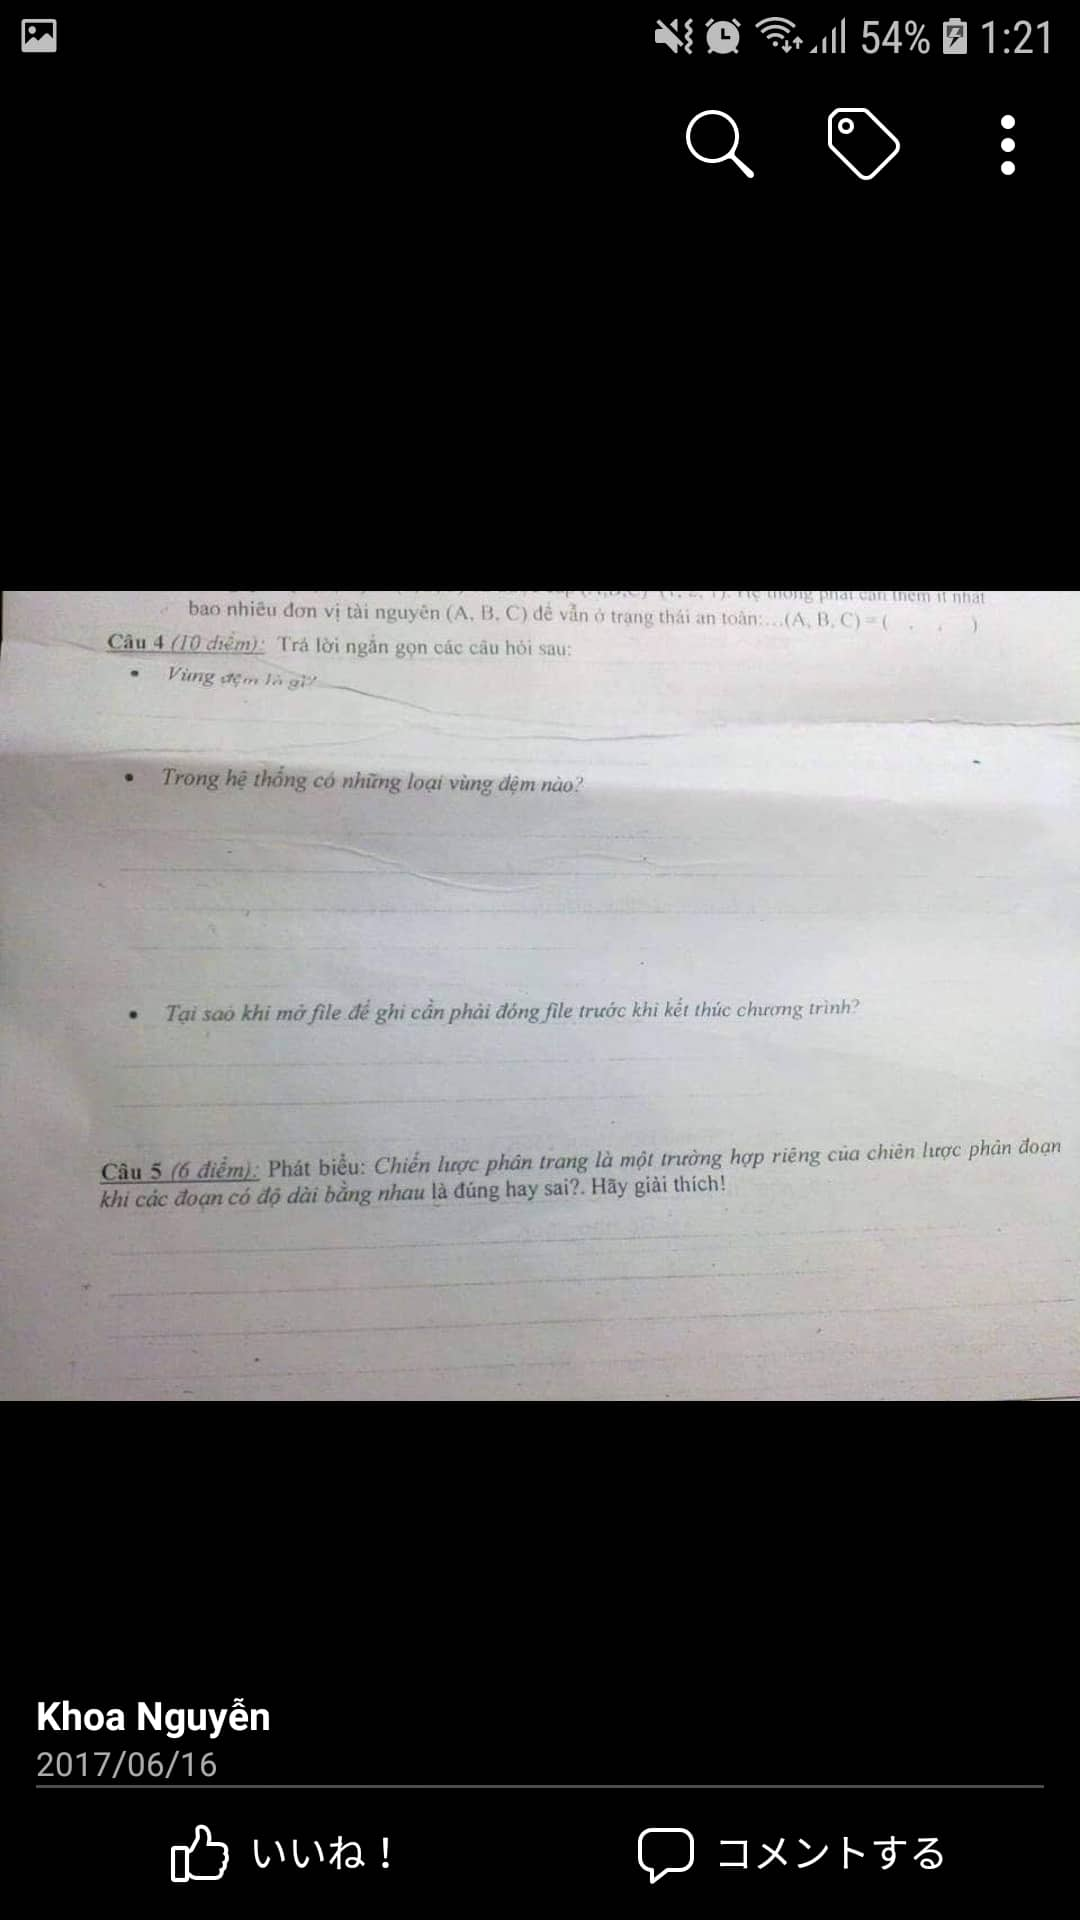 54% 1:21
thống phải cần thêm ít nhất
bao nhiêu đơn vị tài nguyên (A, B, C) để vẫn ở trạng thái an toàn:...(A, B, C) = ( , , )
Câu 4 (10 điểm): Trả lời ngắn gọn các câu hỏi sau:
• Vùng đệm là gì?
• Trong hệ thống có những loại vùng đệm nào?
• Tại sao khi mở file để ghi cần phải đóng file trước khi kết thúc chương trình?
Câu 5 (6 điểm): Phát biểu: Chiến lược phân trang là một trường hợp riêng của chiến lược phân đoạn
khi các đoạn có độ dài bằng nhau là đúng hay sai?. Hãy giải thích!
Khoa Nguyễn
2017/06/16
いいね！
コメントする